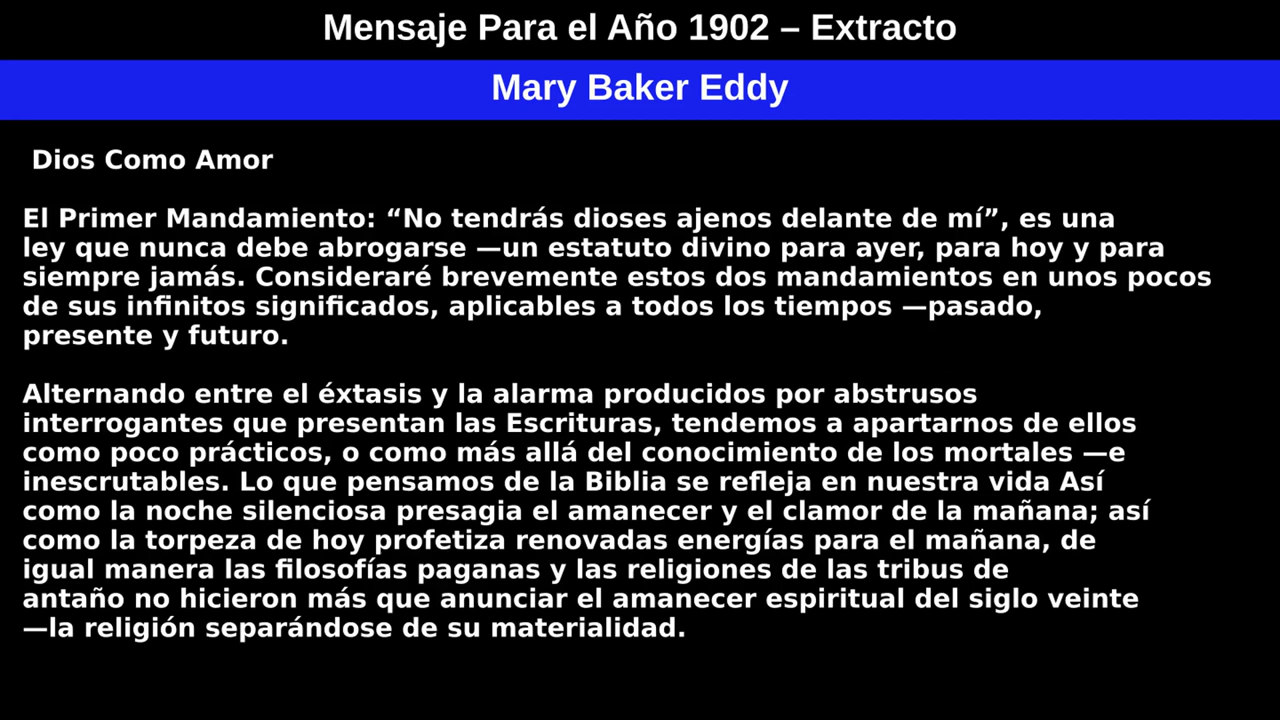 Mensaje Para el Año 1902 – Extracto
Mary Baker Eddy
Dios Como Amor
El Primer Mandamiento: “No tendrás dioses ajenos delante de mí”, es una
ley que nunca debe abrogarse —un estatuto divino para ayer, para hoy y para
siempre jamás. Consideraré brevemente estos dos mandamientos en unos pocos
de sus infinitos significados, aplicables a todos los tiempos —pasado,
presente y futuro.
Alternando entre el éxtasis y la alarma producidos por abstrusos
interrogantes que presentan las Escrituras, tendemos a apartarnos de ellos
como poco prácticos, o como más allá del conocimiento de los mortales —e
inescrutables. Lo que pensamos de la Biblia se refleja en nuestra vida Así
como la noche silenciosa presagia el amanecer y el clamor de la mañana; así
como la torpeza de hoy profetiza renovadas energías para el mañana, de
igual manera las filosofías paganas y las religiones de las tribus de
antaño no hicieron más que anunciar el amanecer espiritual del siglo veinte
—la religión separándose de su materialidad.